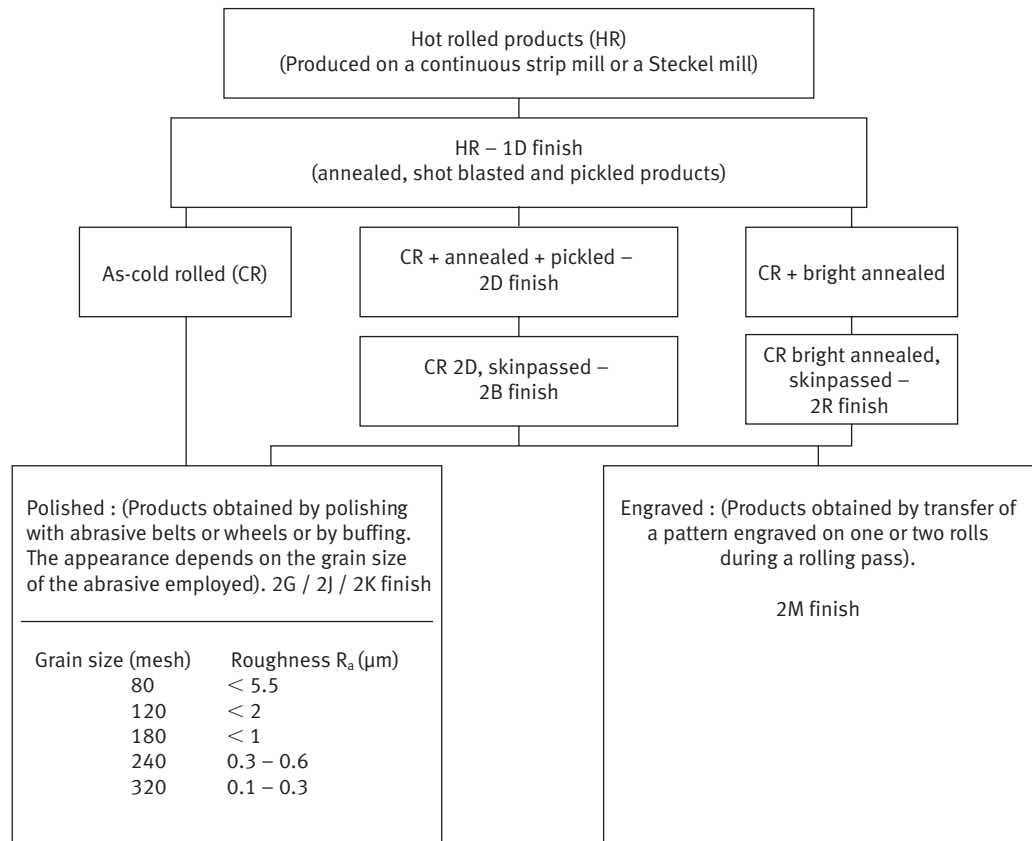 Hot rolled products (HR)
(Produced on a continuous strip mill or a Steckel mill)
HR – 1D finish
(annealed, shot blasted and pickled products)
As-cold rolled (CR)
CR + annealed + pickled –
2D finish
CR + bright annealed
CR 2D, skinpassed –
2B finish
CR bright annealed,
skinpassed –
2R finish
Polished : (Products obtained by polishing
with abrasive belts or wheels or by buffing.
The appearance depends on the grain size
of the abrasive employed). 2G / 2J / 2K finish
Grain size (mesh) Roughness Ra (µm)
80 < 5.5
120 < 2
180 < 1
240 0.3 – 0.6
320 0.1 – 0.3
Engraved : (Products obtained by transfer of
a pattern engraved on one or two rolls
during a rolling pass).
2M finish